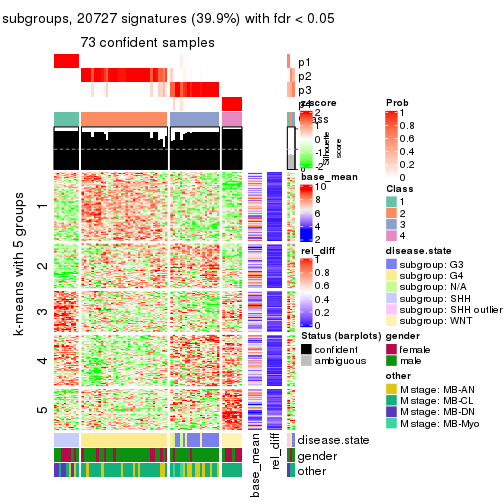 subgroups, 20727 signatures (39.9%) with fdr < 0.05
73 confident samples
p1
p2
p3
p4
Class
1
0.5
0
Silhouette
score
k-means with 5 groups
1
2
3
4
5
base_mean
rel_diff
disease.state
gender
other
z-score
2
1
0
-1
-2
base_mean
10
8
6
4
2
rel_diff
1
0.8
0.6
0.4
0.2
0
Status (barplots)
confident
ambiguous
Prob
1
0.8
0.6
0.4
0.2
0
Class
1
2
3
4
disease.state
subgroup: G3
subgroup: G4
subgroup: N/A
subgroup: SHH
subgroup: SHH outlier
subgroup: WNT
gender
female
male
other
M stage: MB-AN
M stage: MB-CL
M stage: MB-DN
M stage: MB-Myo